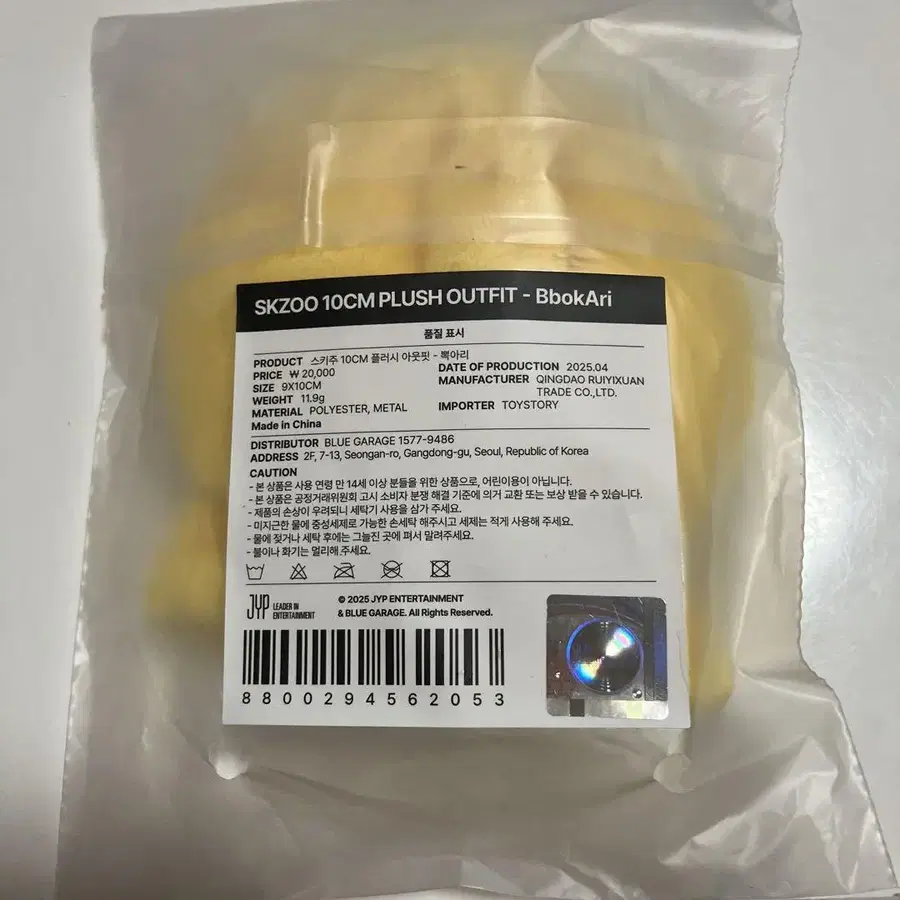 SKZOO 10CM PLUSH OUTFIT - BbokAri
품질 표시
PRODUCT 스키주 10CM 플러시 아웃핏 - 뽁아리
PRICE ₩ 20,000
SIZE 9X10CM
WEIGHT 11.9g
MATERIAL POLYESTER, METAL
Made in China
DATE OF PRODUCTION 2025.04
MANUFACTURER QINGDAO RUIYIXUAN
TRADE CO.,LTD.
IMPORTER TOYSTORY
DISTRIBUTOR BLUE GARAGE 1577-9486
ADDRESS 2F, 7-13, Seongan-ro, Gangdong-gu, Seoul, Republic of Korea
CAUTION
- 본 상품은 사용 연령 만 14세 이상 분들을 위한 상품으로, 어린이용이 아닙니다.
- 본 상품은 공정거래위원회 고시 소비자 분쟁 해결 기준에 의거 교환 또는 보상 받을 수 있습니다.
- 제품의 손상이 우려되니 세탁기 사용을 삼가 주세요.
- 미지근한 물에 중성세제로 가능한 손세탁 해주시고 세제는 적게 사용해 주세요.
- 물에 젖거나 세탁 후에는 그늘진 곳에 펴서 말려주세요.
- 불이나 화기는 멀리해 주세요.
JYP LEADER IN
ENTERTAINMENT
© 2025 JYP ENTERTAINMENT
& BLUE GARAGE. All Rights Reserved.
8800294562053